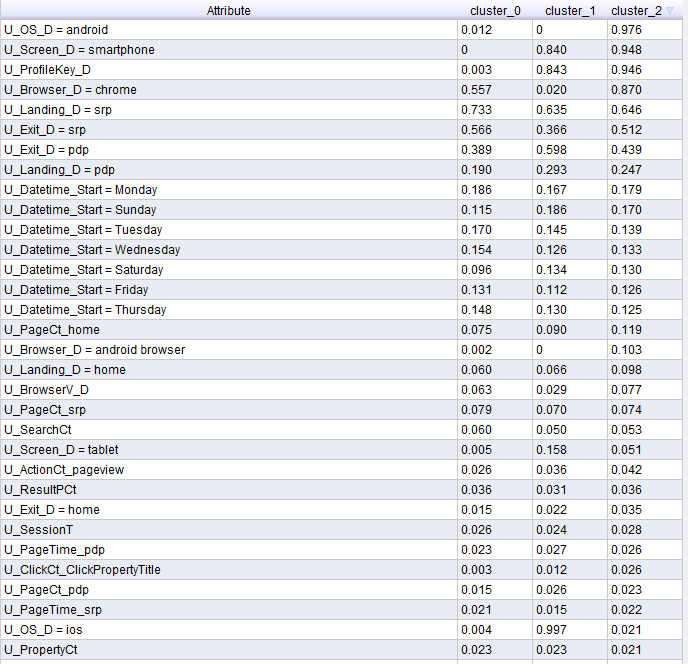 Attribute cluster_0 cluster_1 cluster_2
U_OS_D = android 0.012 0 0.976
U_Screen_D = smartphone 0 0.840 0.948
U_ProfileKey_D 0.003 0.843 0.946
U_Browser_D = chrome 0.557 0.020 0.870
U_Landing_D = srp 0.733 0.635 0.646
U_Exit_D = srp 0.566 0.366 0.512
U_Exit_D = pdp 0.389 0.598 0.439
U_Landing_D = pdp 0.190 0.293 0.247
U_Datetime_Start = Monday 0.186 0.167 0.179
U_Datetime_Start = Sunday 0.115 0.186 0.170
U_Datetime_Start = Tuesday 0.170 0.145 0.139
U_Datetime_Start = Wednesday 0.154 0.126 0.133
U_Datetime_Start = Saturday 0.096 0.134 0.130
U_Datetime_Start = Friday 0.131 0.112 0.126
U_Datetime_Start = Thursday 0.148 0.130 0.125
U_PageCt_home 0.075 0.090 0.119
U_Browser_D = android browser 0.002 0 0.103
U_Landing_D = home 0.060 0.066 0.098
U_BrowserV_D 0.063 0.029 0.077
U_PageCt_srp 0.079 0.070 0.074
U_SearchCt 0.060 0.050 0.053
U_Screen_D = tablet 0.005 0.158 0.051
U_ActionCt_pageview 0.026 0.036 0.042
U_ResultPCt 0.036 0.031 0.036
U_Exit_D = home 0.015 0.022 0.035
U_SessionT 0.026 0.024 0.028
U_PageTime_pdp 0.023 0.027 0.026
U_ClickCt_ClickPropertyTitle 0.003 0.012 0.026
U_PageCt_pdp 0.015 0.026 0.023
U_PageTime_srp 0.021 0.015 0.022
U_OS_D = ios 0.004 0.997 0.021
U_PropertyCt 0.023 0.023 0.021